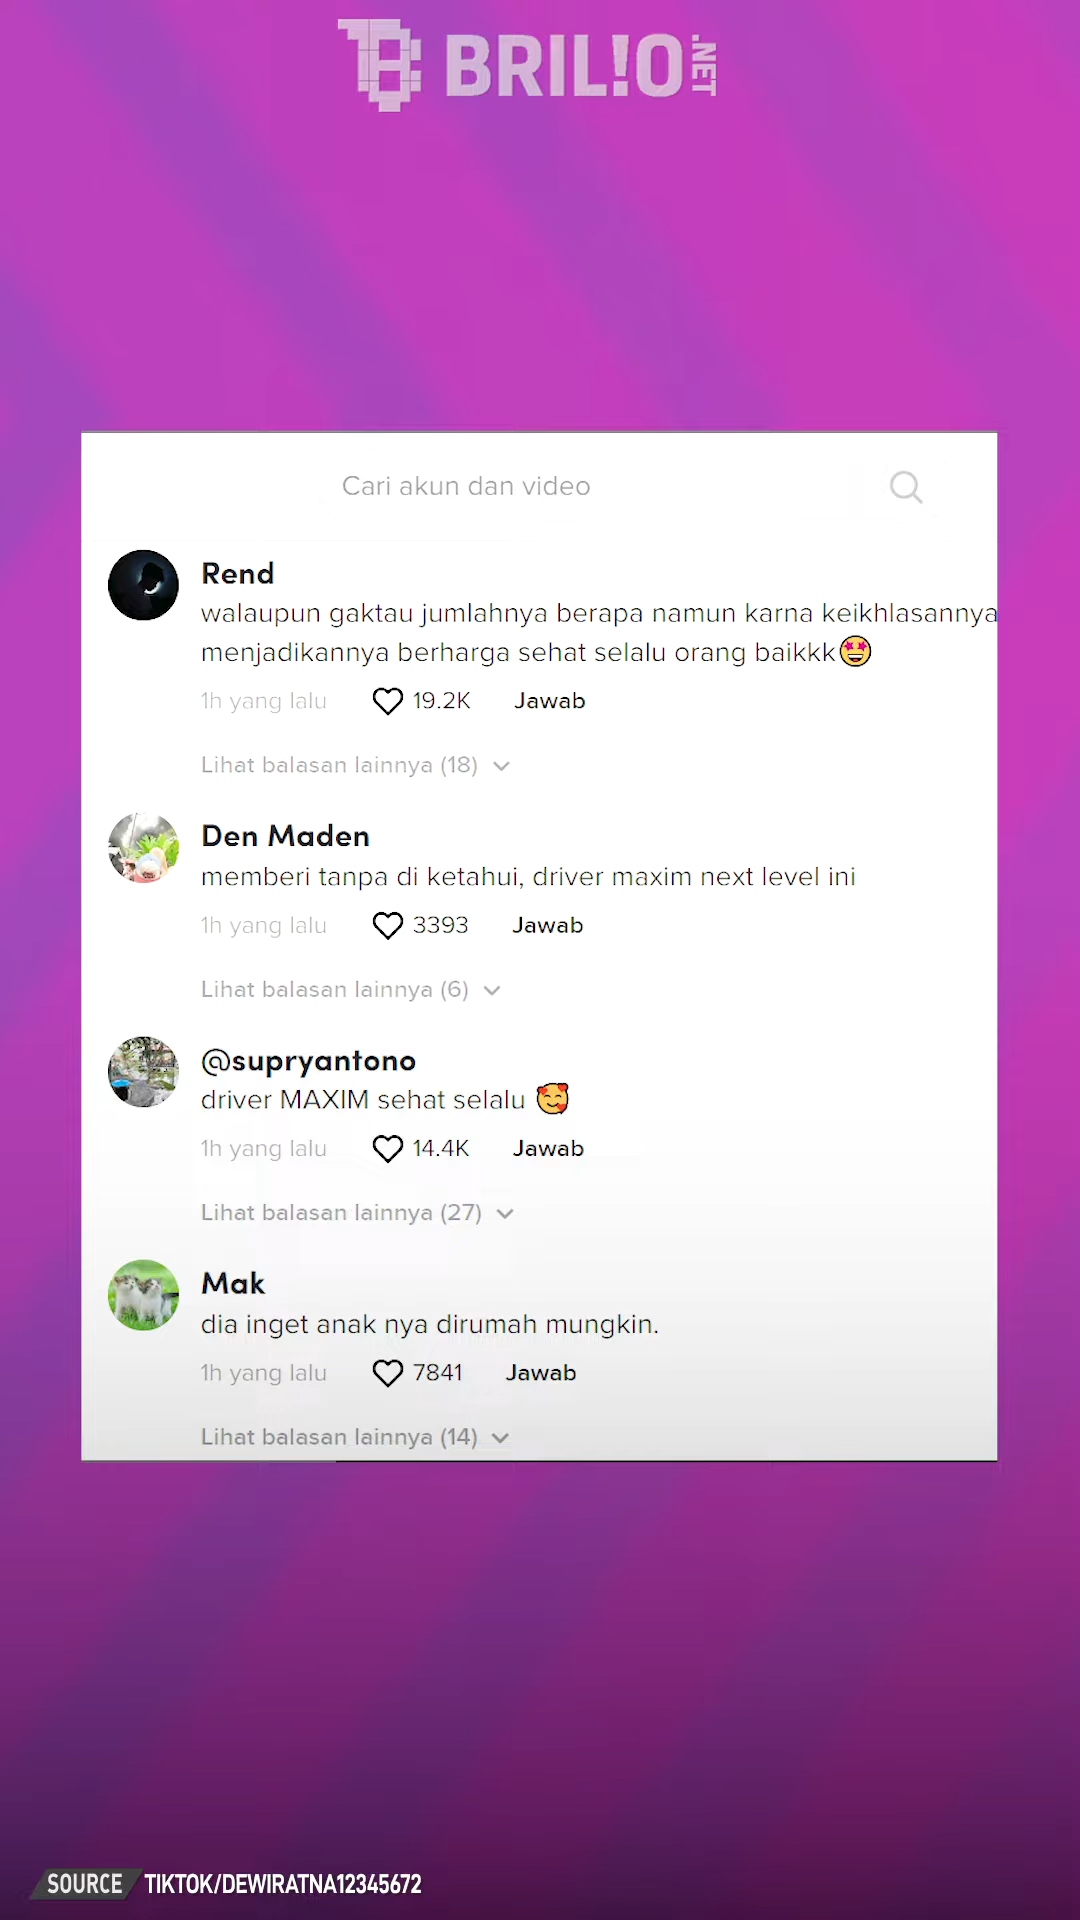 BRIL!O.NET
Cari akun dan video
Rend
walaupun gaktau jumlahnya berapa namun karna keikhlasannya
menjadikannya berharga sehat selalu orang baikkk🤩
1h yang lalu 19.2K Jawab
Lihat balasan lainnya (18)
Den Maden
memberi tanpa di ketahui, driver maxim next level ini
1h yang lalu 3393 Jawab
Lihat balasan lainnya (6)
@supryantono
driver MAXIM sehat selalu 🥰
1h yang lalu 14.4K Jawab
Lihat balasan lainnya (27)
Mak
dia inget anak nya dirumah mungkin.
1h yang lalu 7841 Jawab
Lihat balasan lainnya (14)
SOURCE TIKTOK/DEWIRATNA12345672